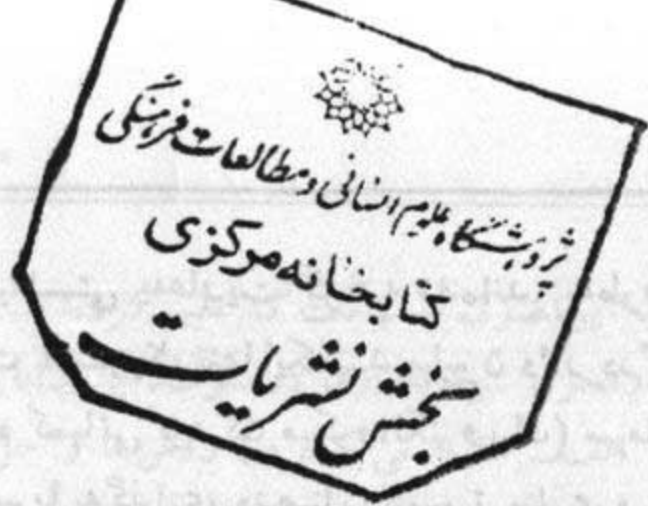 پژوهشگاه علوم انسانی و مطالعات فرهنگی
کتابخانه مرکزی
بخش نشریات